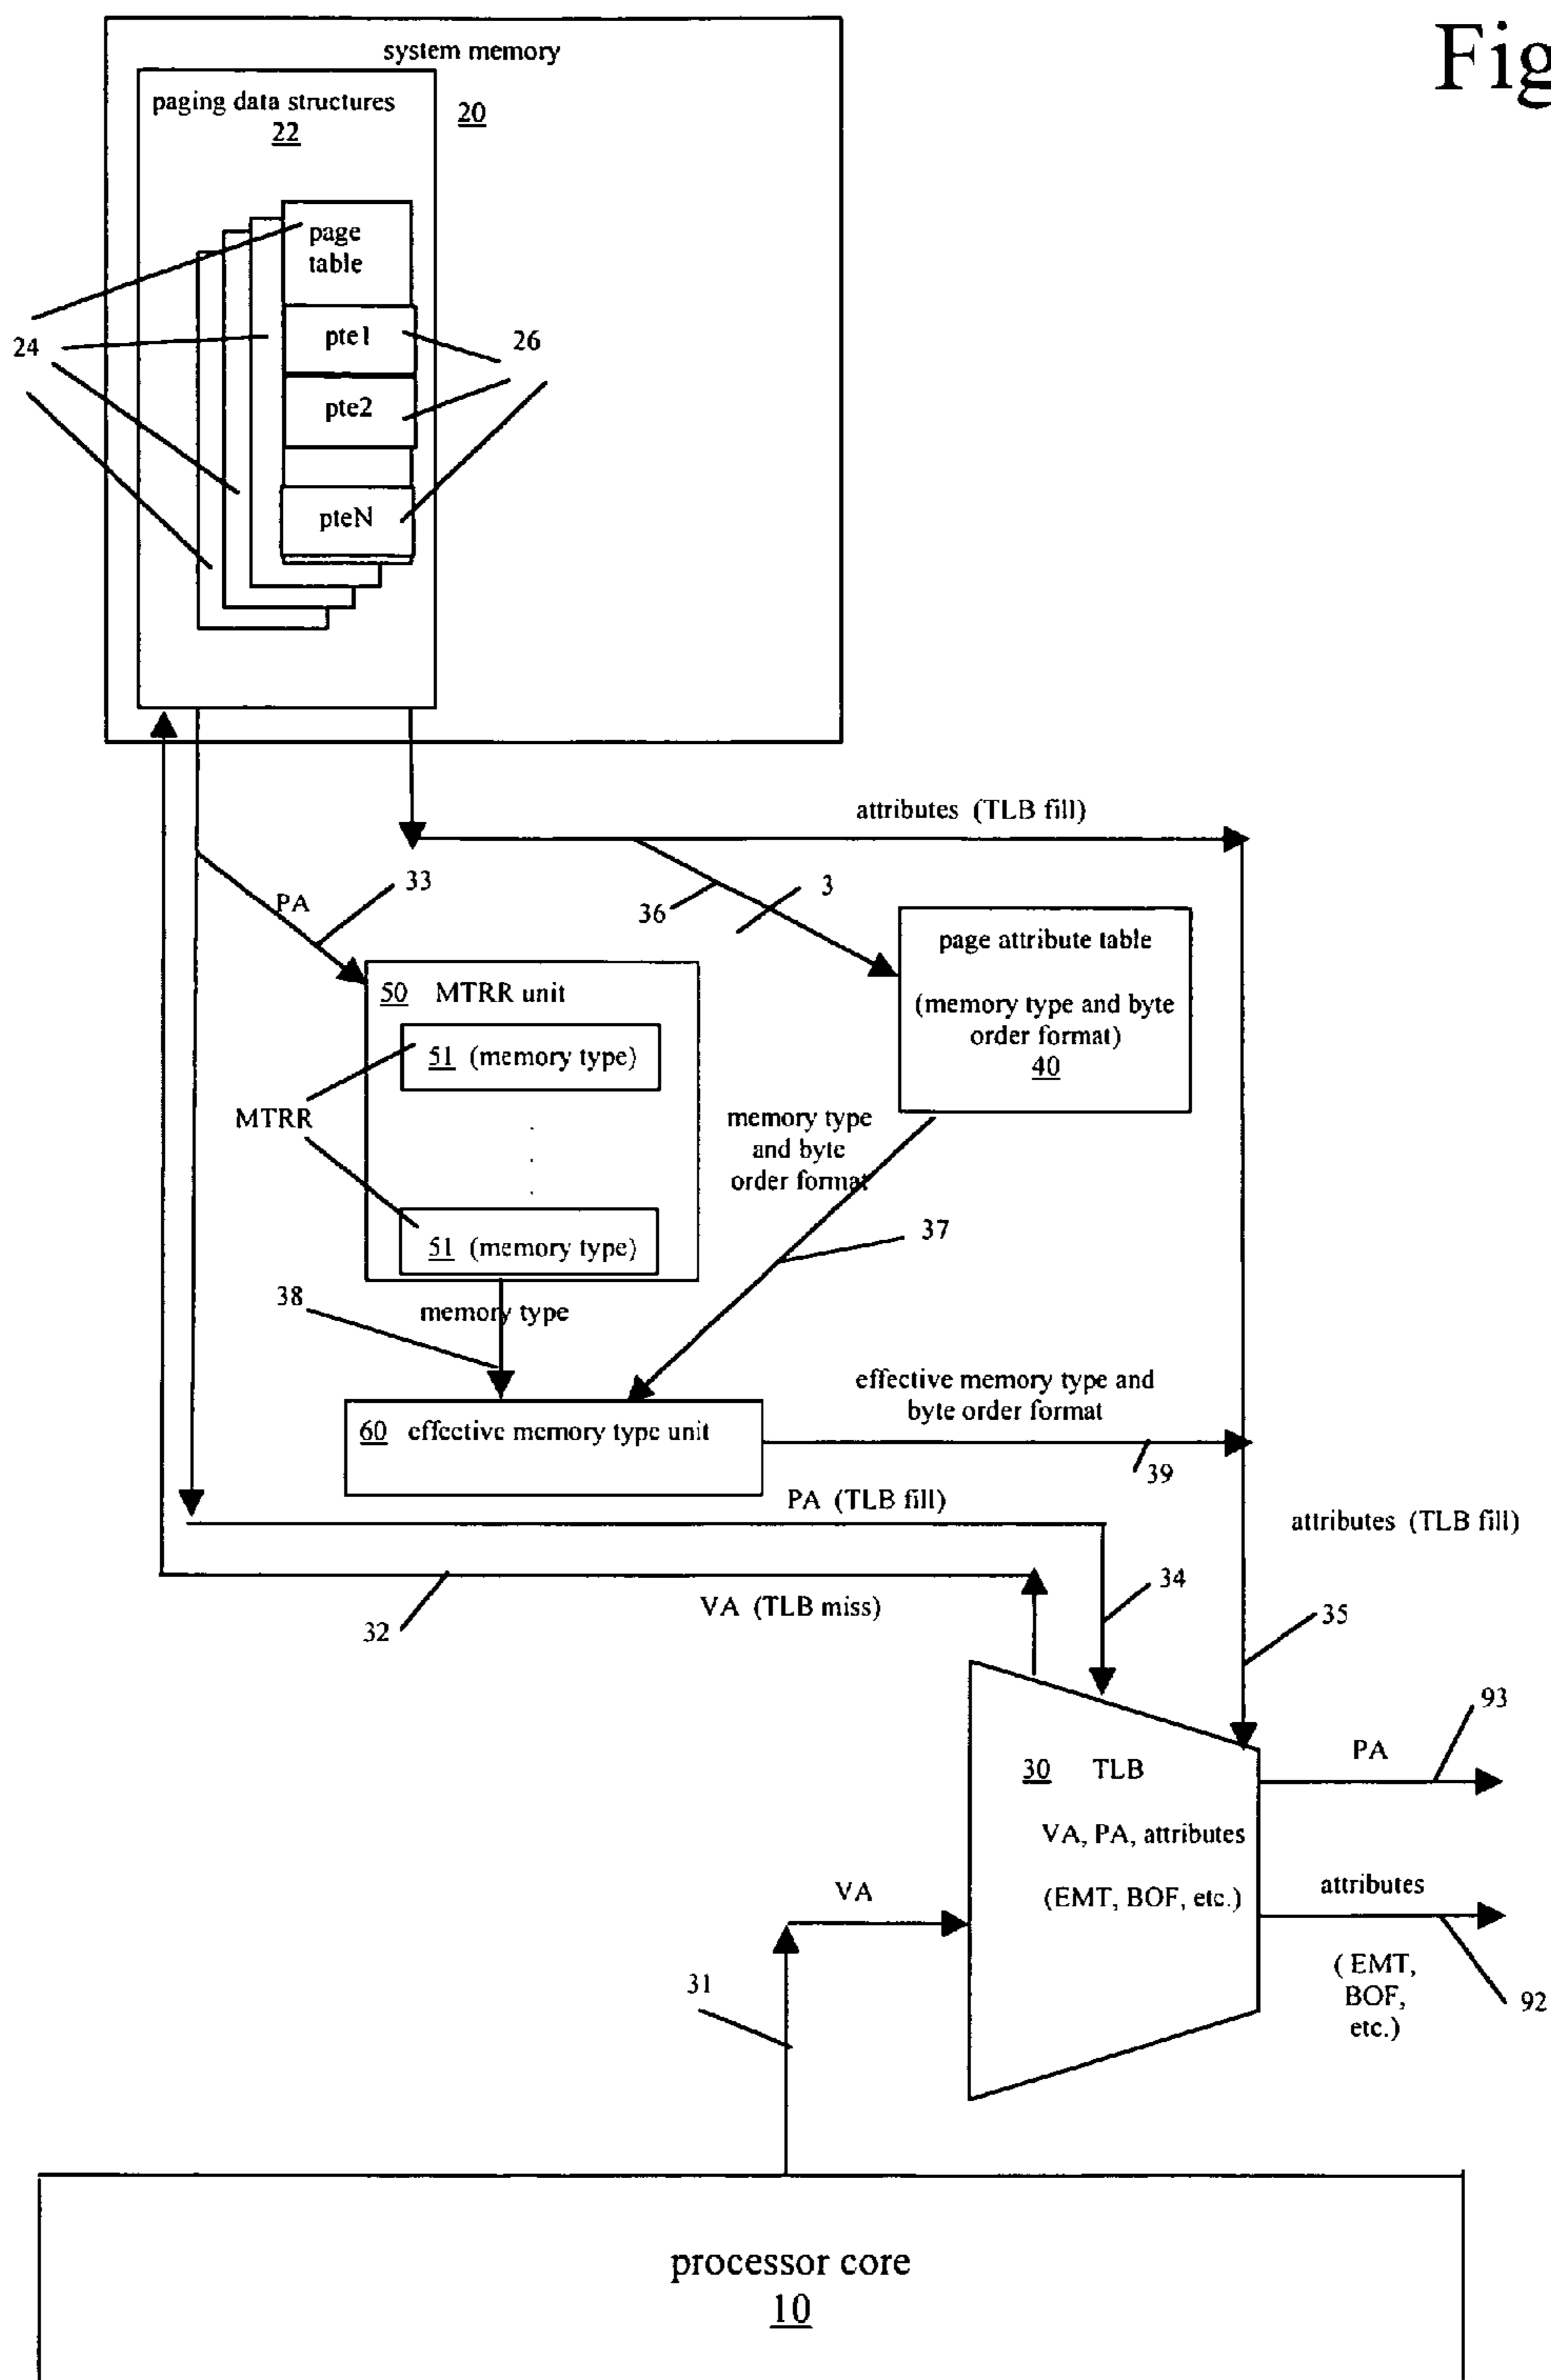 Fig
system memory
paging data structures
22
20
page
table
24
pte1
26
pte2
pteN
attributes (TLB fill)
33
PA
36
3
page attribute table
(memory type and byte
order format)
40
50 MTRR unit
51 (memory type)
MTRR
.
.
.
51 (memory type)
memory type
and byte
order format
37
38
memory type
60 effective memory type unit
effective memory type and
byte order format
39
PA (TLB fill)
attributes (TLB fill)
34
35
VA (TLB miss)
32
93
PA
30 TLB
VA, PA, attributes
(EMT, BOF, etc.)
VA
attributes
(EMT,
BOF,
etc.)
92
31
processor core
10